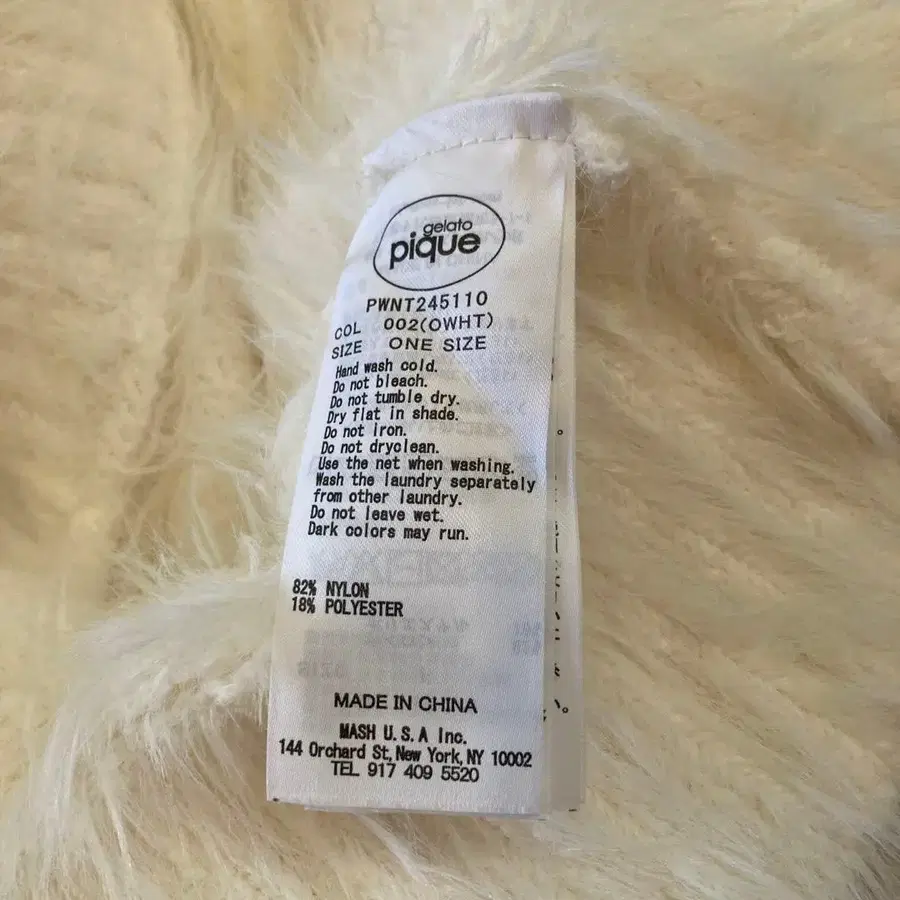 gelato
pique
PWNT245110
COL 002(OWHT)
SIZE ONE SIZE
Hand wash cold.
Do not bleach.
Do not tumble dry.
Dry flat in shade.
Do not iron.
Do not dryclean.
Use the net when washing.
Wash the laundry separately
from other laundry.
Do not leave wet.
Dark colors may run.
82% NYLON
18% POLYESTER
MADE IN CHINA
MASH U.S.A Inc.
144 Orchard St, New York, NY 10002
TEL 917 409 5520